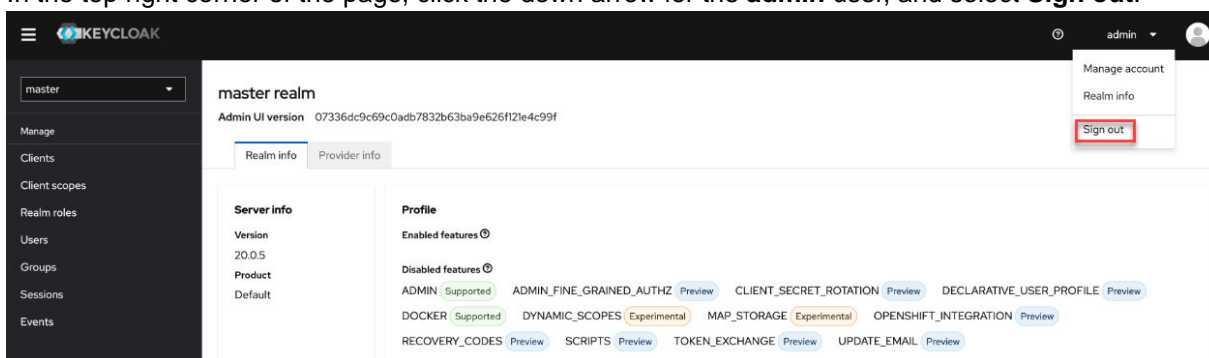 In the top right corner of the page, click the down arrow for the admin user, and select Sign out.
KEYCLOAK
admin
Manage account
Realm info
Sign out
master
Manage
Clients
Client scopes
Realm roles
Users
Groups
Sessions
Events
master realm
Admin UI version 07336dc9c69c0adb7832b63ba9e626f121e4c99f
Realm info Provider info
Server info
Version
20.0.5
Product
Default
Profile
Enabled features
Disabled features
ADMIN Supported ADMIN_FINE_GRAINED_AUTHZ Preview CLIENT_SECRET_ROTATION Preview DECLARATIVE_USER_PROFILE Preview
DOCKER Supported DYNAMIC_SCOPES Experimental MAP_STORAGE Experimental OPENSHIFT_INTEGRATION Preview
RECOVERY_CODES Preview SCRIPTS Preview TOKEN_EXCHANGE Preview UPDATE_EMAIL Preview